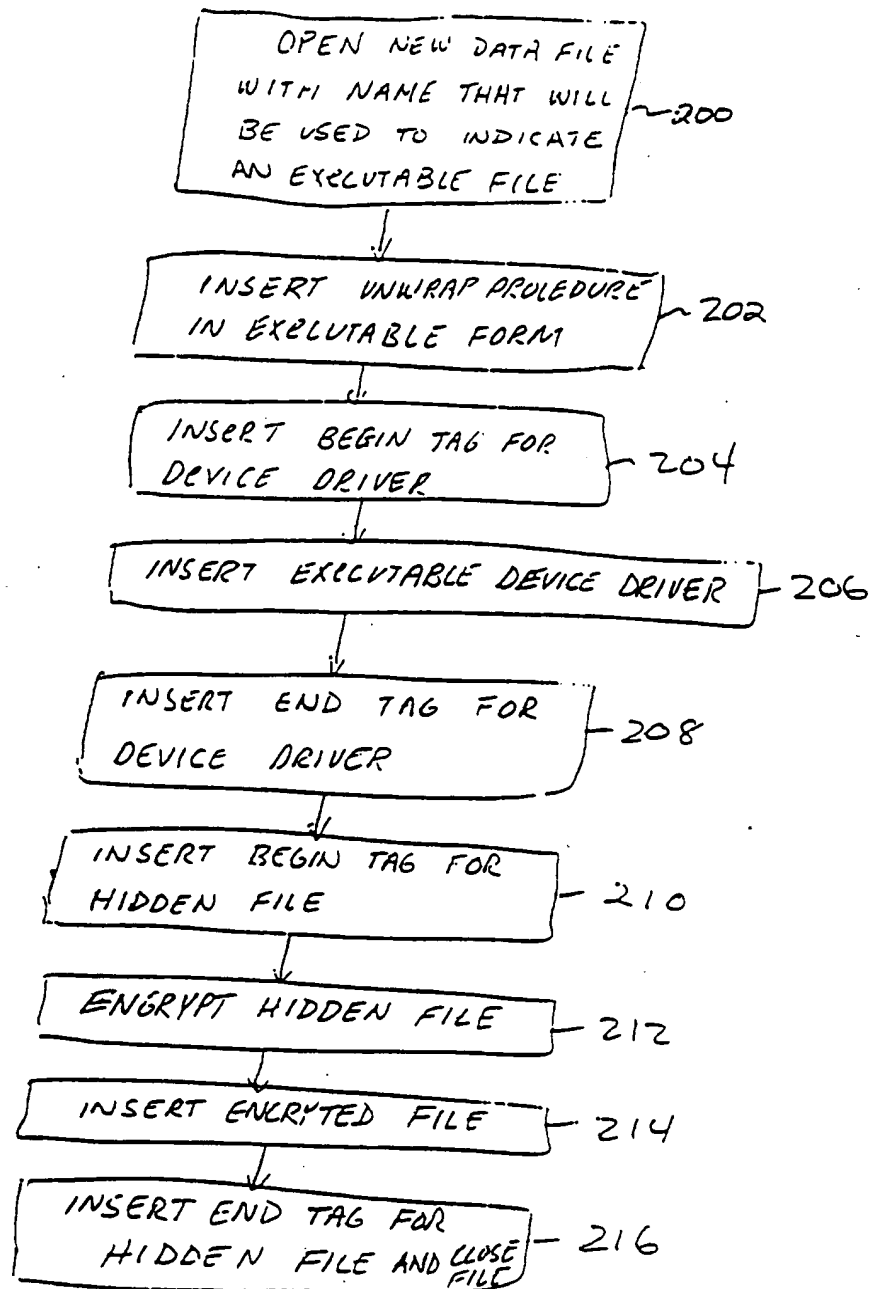 OPEN NEW DATA FILE
WITH NAME THAT WILL
BE USED TO INDICATE
AN EXECUTABLE FILE
200
INSERT UNWRAP PROCEDURE
IN EXECUTABLE FORM
202
INSERT BEGIN TAG FOR
DEVICE DRIVER
204
INSERT EXECUTABLE DEVICE DRIVER
206
INSERT END TAG FOR
DEVICE DRIVER
208
INSERT BEGIN TAG FOR
HIDDEN FILE
210
ENCRYPT HIDDEN FILE
212
INSERT ENCRYTED FILE
214
INSERT END TAG FOR
HIDDEN FILE AND CLOSE
FILE
216